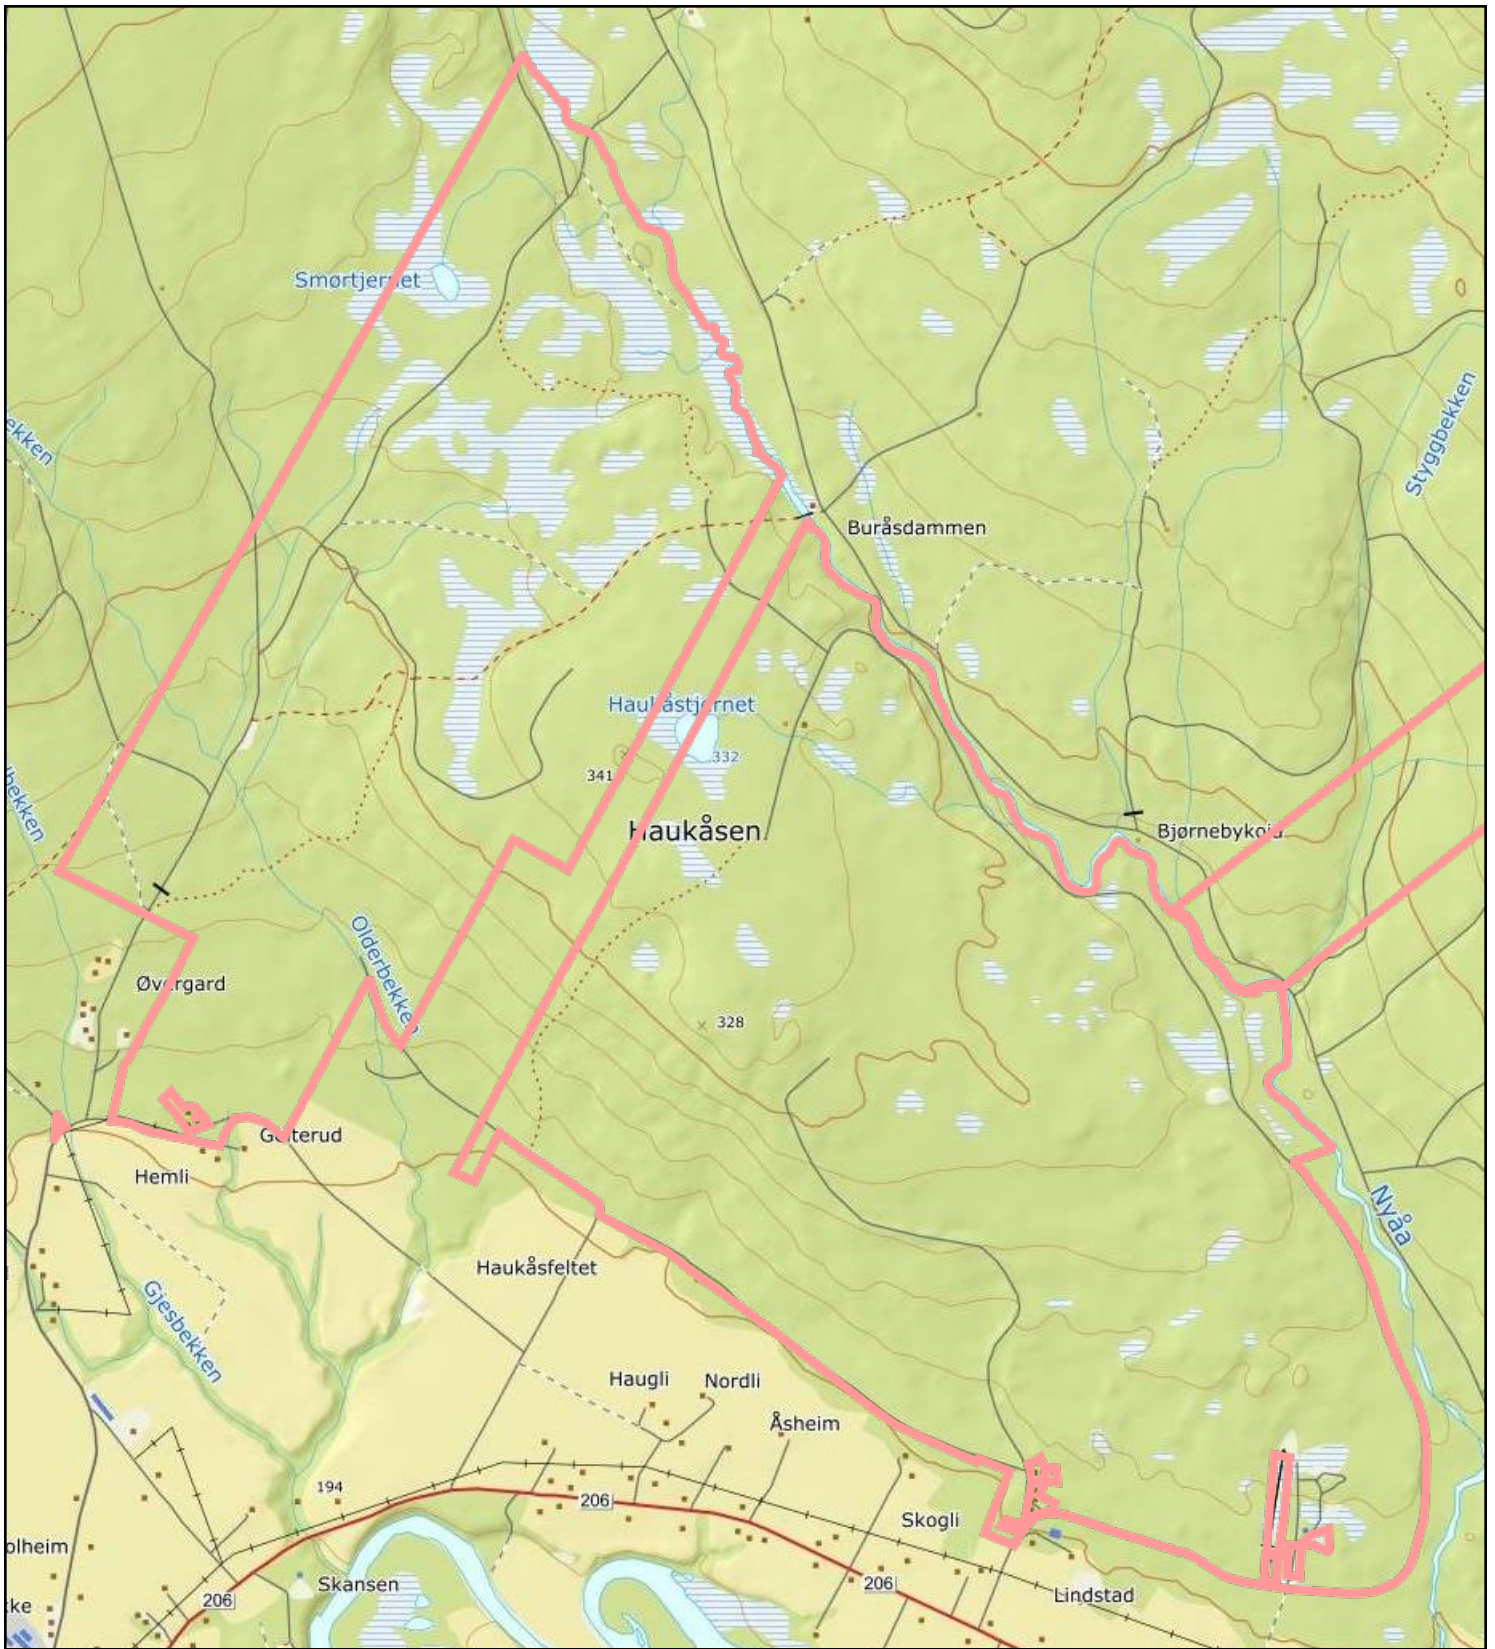 Smørtjernet
Styggbekken
Buråsdammen
Haukåstjernet
332
341
Haukåsen
Bjørnebykoia
Olderbekken
Øvergard
328
Hemli
Nyåa
Haukåsfeltet
Gjesbekken
Haugli
Nordli
Åsheim
194
206
Skogli
206
Skansen
206
Lindstad